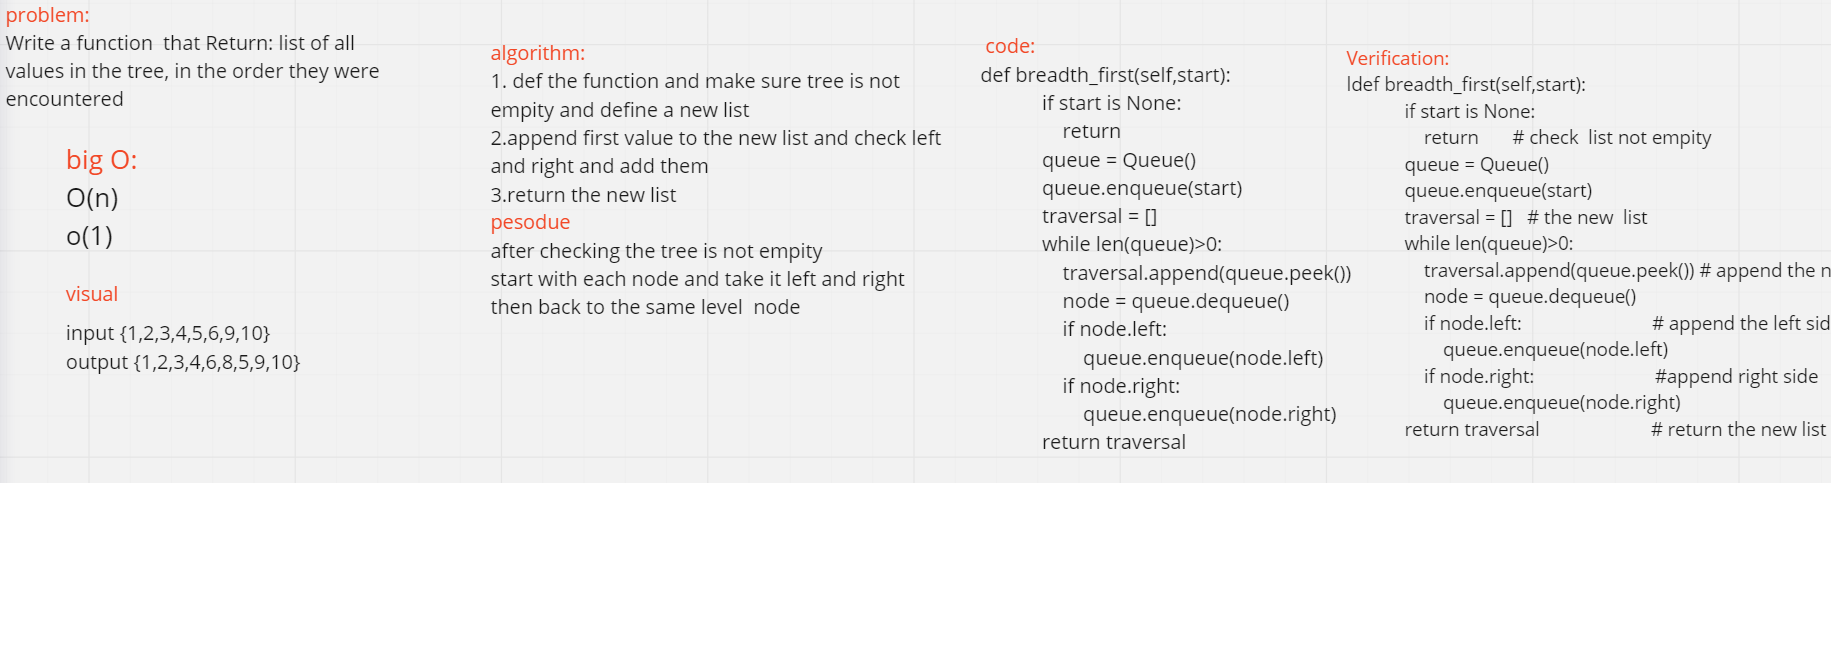 problem:
Write a function that Return: list of all
values in the tree, in the order they were
encountered
big O:
O(n)
o(1)
visual
input {1,2,3,4,5,6,9,10}
output {1,2,3,4,6,8,5,9,10}
algorithm:
1. def the function and make sure tree is not
empity and define a new list
2.append first value to the new list and check left
and right and add them
3.return the new list
pesodue
after checking the tree is not empty
start with each node and take it left and right
then back to the same level node
code:
def breadth_first(self,start):
if start is None:
return
queue = Queue()
queue.enqueue(start)
traversal = []
while len(queue)>0:
traversal.append(queue.peek())
node = queue.dequeue()
if node.left:
queue.enqueue(node.left)
if node.right:
queue.enqueue(node.right)
return traversal
Verification:
ldef breadth_first(self,start):
if start is None:
return # check list not empty
queue = Queue()
queue.enqueue(start)
traversal = [] # the new list
while len(queue)>0:
traversal.append(queue.peek()) # append the n
node = queue.dequeue()
if node.left: # append the left sid
queue.enqueue(node.left)
if node.right: #append right side
queue.enqueue(node.right)
return traversal # return the new list